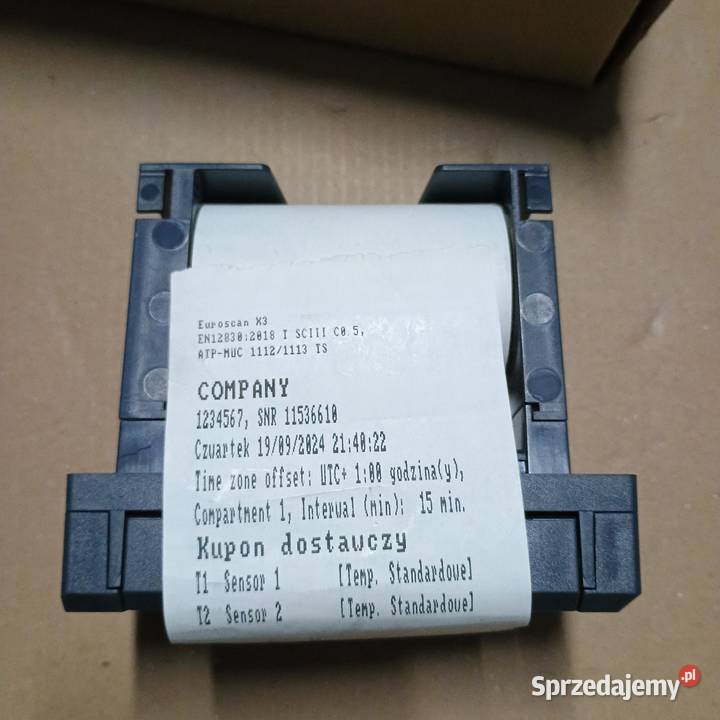 Euroscan X3
EN12830:2018 T SCIII C0.5,
ATP-MUC 1112/1113 TS
COMPANY
1234567, SNR 11536610
Czwartek 19/09/2024 21:40:22
Time zone offset: UTC+ 1:00 godzina(y),
Compartment 1, Interval (min): 15 min.
Kupon dostawczy
T1 Sensor 1 [Temp. Standardowe]
T2 Sensor 2 [Temp. Standardowe]
Sprzedajemy.pl